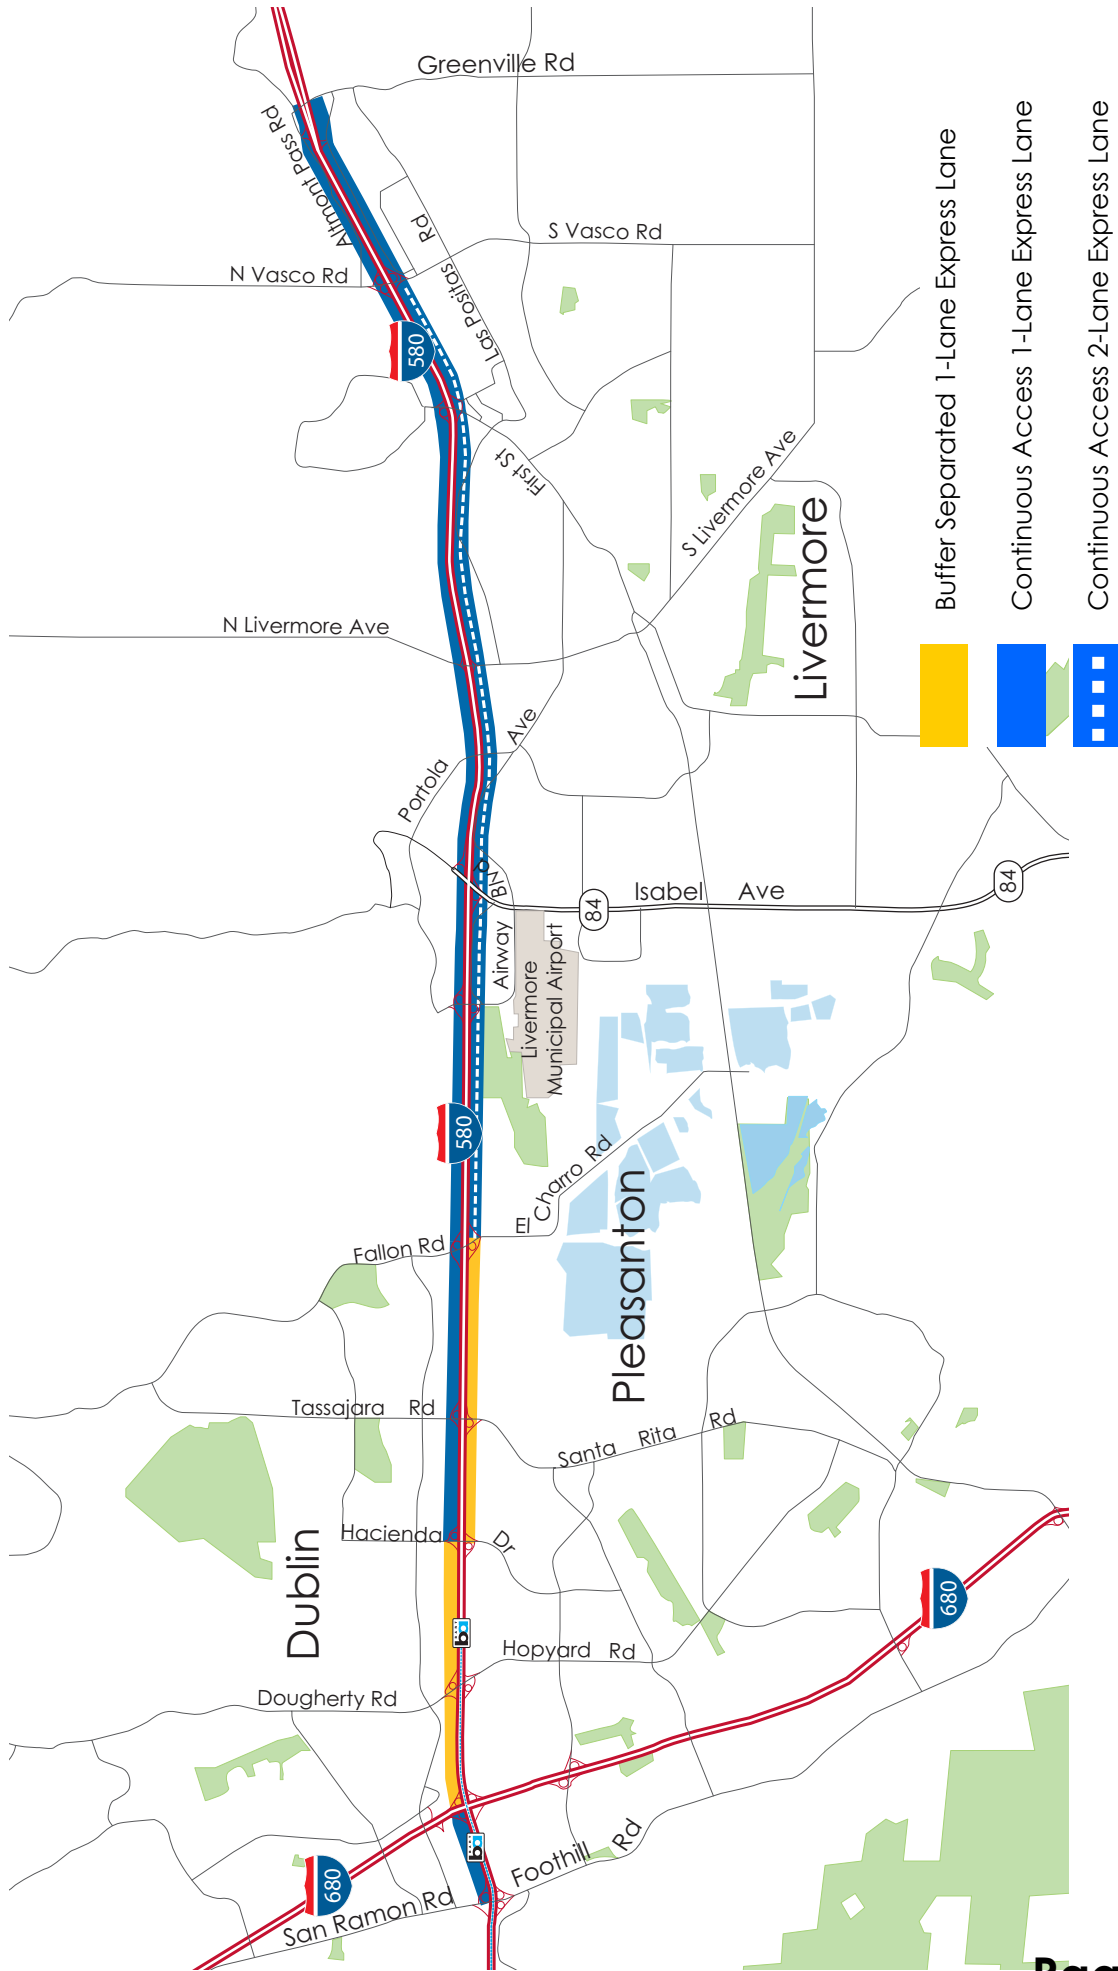 Greenville Rd
Altmont Pass Rd
S Vasco Rd
N Vasco Rd
Las Positas Rd
580
First St
S Livermore Ave
Livermore
N Livermore Ave
Portola Ave
Airway Blvd
Isabel Ave
84
84
Livermore
Municipal Airport
580
El Charro Rd
Fallon Rd
Pleasanton
Tassajara Rd
Santa Rita Rd
Hacienda Dr
Dublin
Hopyard Rd
Dougherty Rd
680
680
Foothill Rd
San Ramon Rd
Buffer Separated 1-Lane Express Lane
Continuous Access 1-Lane Express Lane
Continuous Access 2-Lane Express Lane